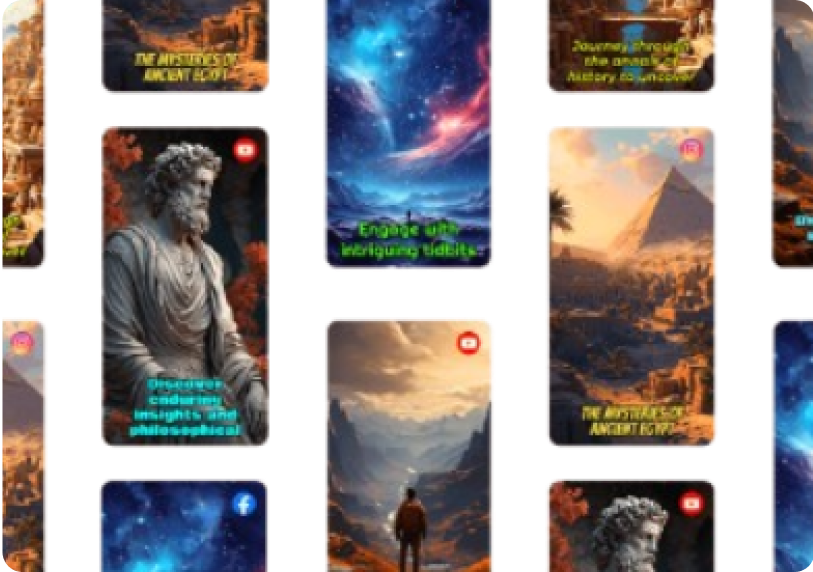 THE MYSTERIES OF
ANCIENT EGYPT
Journey through
the annals of
history to uncover
Engage with
intriguing tidbits
Discover
enduring
insights and
philosophical
THE MYSTERIES OF
ANCIENT EGYPT